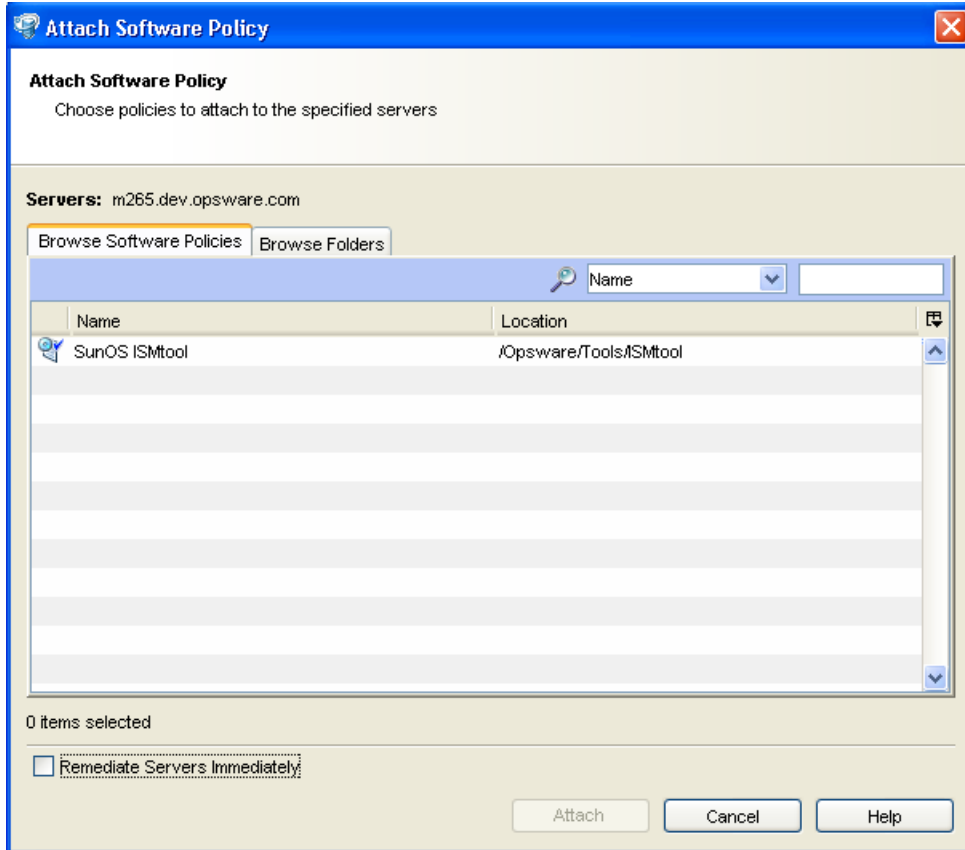 Attach Software Policy
Attach Software Policy
Choose policies to attach to the specified servers
Servers: m265.dev.opsware.com
Browse Software Policies Browse Folders
Name
Name Location
SunOS ISMtool /Opsware/Tools/ISMtool
0 items selected
Remediate Servers Immediately
Attach Cancel Help